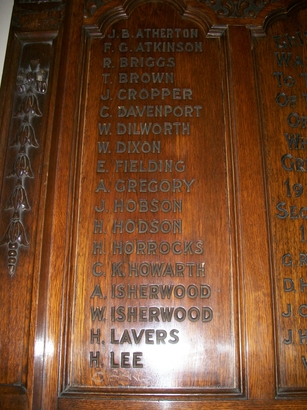 J. B. ATHERTON
F. G. ATKINSON
R. BRIGGS
T. BROWN
J. CROPPER
C. DAVENPORT
W. DILWORTH
W. DIXON
E. FIELDING
A. GREGORY
J. HOBSON
H. HODSON
H. HORROCKS
C. K. HOWARTH
A. ISHERWOOD
W. ISHERWOOD
H. LAVERS
H. LEE